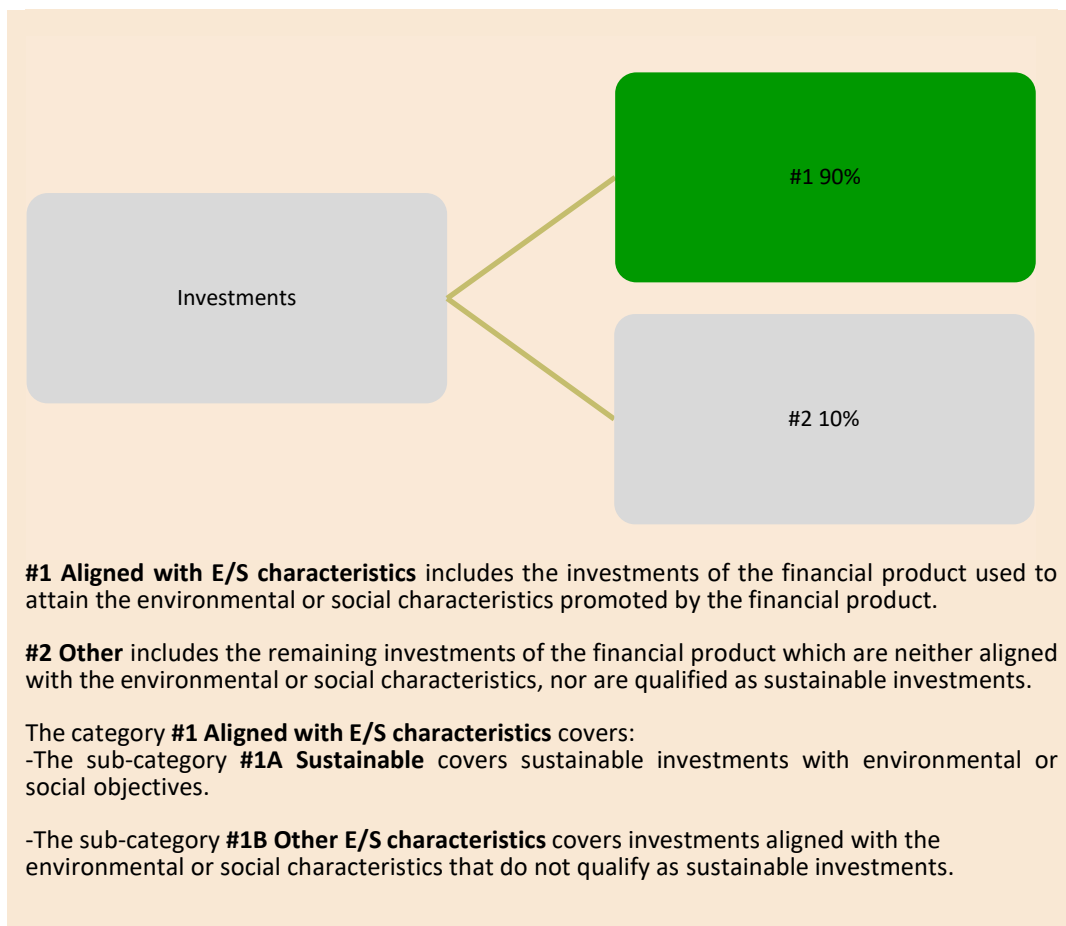 #1 90%
Investments
#2 10%
#1 Aligned with E/S characteristics includes the investments of the financial product used to
attain the environmental or social characteristics promoted by the financial product.
#2 Other includes the remaining investments of the financial product which are neither aligned
with the environmental or social characteristics, nor are qualified as sustainable investments.
The category #1 Aligned with E/S characteristics covers:
-The sub-category #1A Sustainable covers sustainable investments with environmental or
social objectives.
-The sub-category #1B Other E/S characteristics covers investments aligned with the
environmental or social characteristics that do not qualify as sustainable investments.